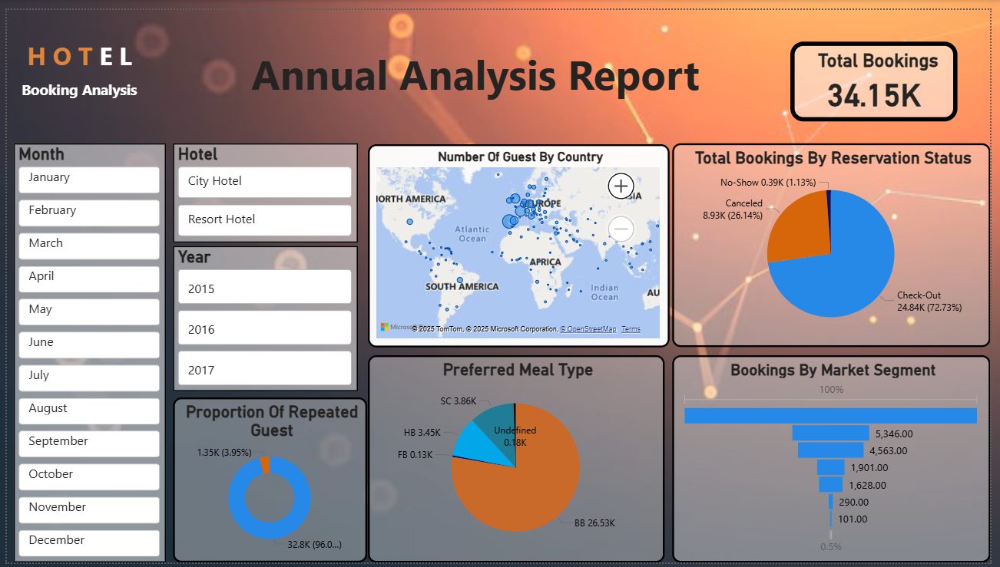 HOTEL
Booking Analysis
Annual Analysis Report
Total Bookings
34.15K
Month
January
February
March
April
May
June
July
August
September
October
November
December
Hotel
City Hotel
Resort Hotel
Year
2015
2016
2017
Proportion Of Repeated
Guest
1.35K (3.95%)
32.8K (96.0...)
Number Of Guest By Country
NORTH AMERICA
EUROPE
Atlantic
Ocean
AFRICA
SOUTH AMERICA
Indian
Ocean
AU
© 2025 TomTom, © 2025 Microsoft Corporation, © OpenStreetMap Terms
Total Bookings By Reservation Status
No-Show 0.39K (1.13%)
Canceled
8.93K (26.14%)
Check-Out
24.84K (72.73%)
Preferred Meal Type
SC 3.86K
Undefined
0.18K
HB 3.45K
FB 0.13K
BB 26.53K
Bookings By Market Segment
100%
5,346.00
4,563.00
1,901.00
1,628.00
290.00
101.00
0.5%